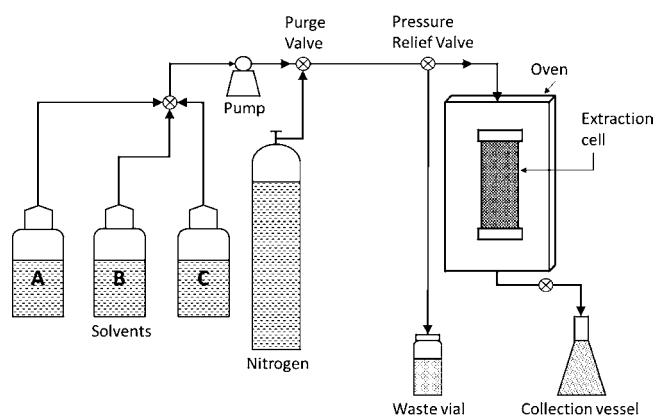 Purge
Valve
Pressure
Relief Valve
Oven
Pump
Extraction
cell
A
B
C
Solvents
Nitrogen
Waste vial
Collection vessel